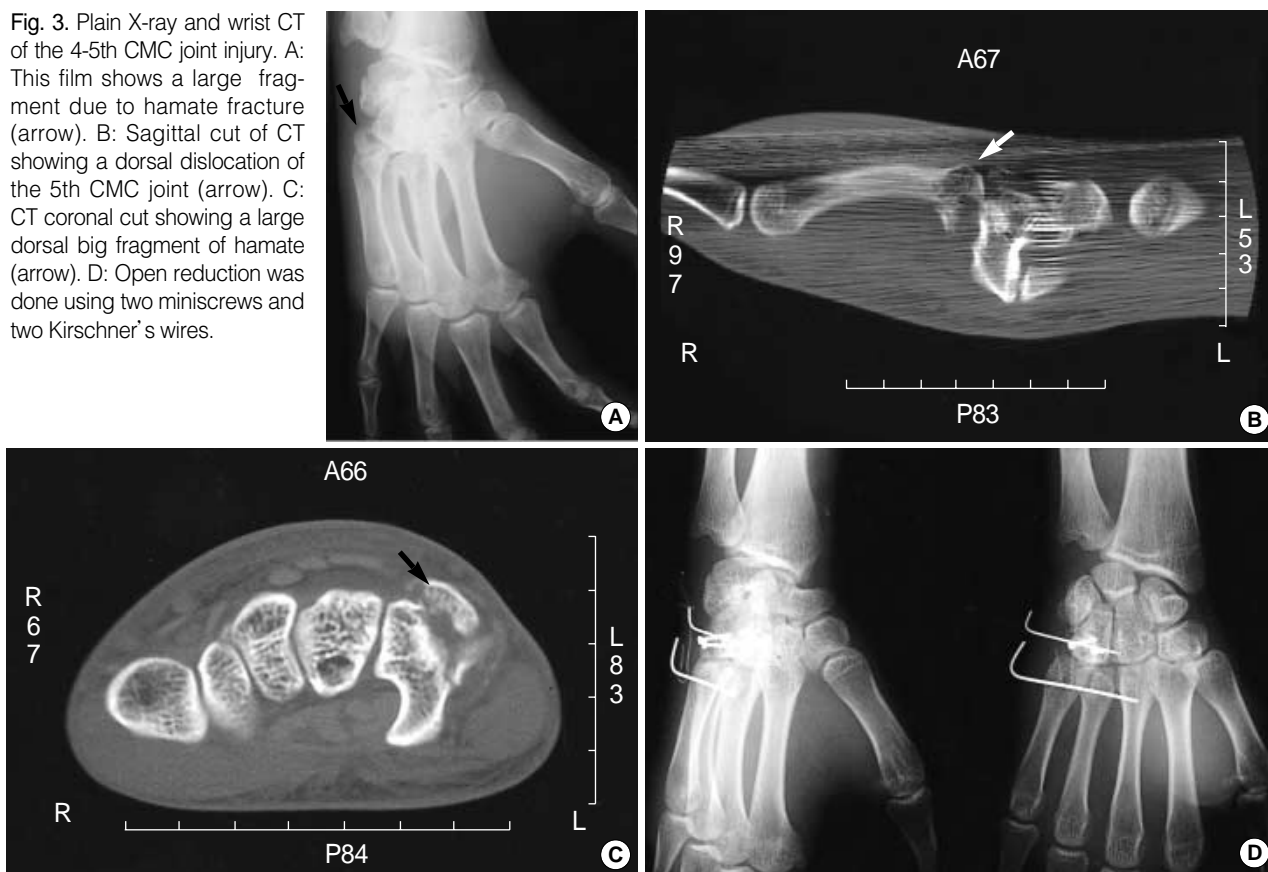 Fig. 3. Plain X-ray and wrist CT
of the 4-5th CMC joint injury. A:
This film shows a large frag-
ment due to hamate fracture
(arrow). B: Sagittal cut of CT
showing a dorsal dislocation of
the 5th CMC joint (arrow). C:
CT coronal cut showing a large
dorsal big fragment of hamate
(arrow). D: Open reduction was
done using two miniscrews and
two Kirschner's wires.
A
A67
R
9
7
L
5
3
R
L
P83
B
A66
R
6
7
L
8
3
R
L
P84
C
D